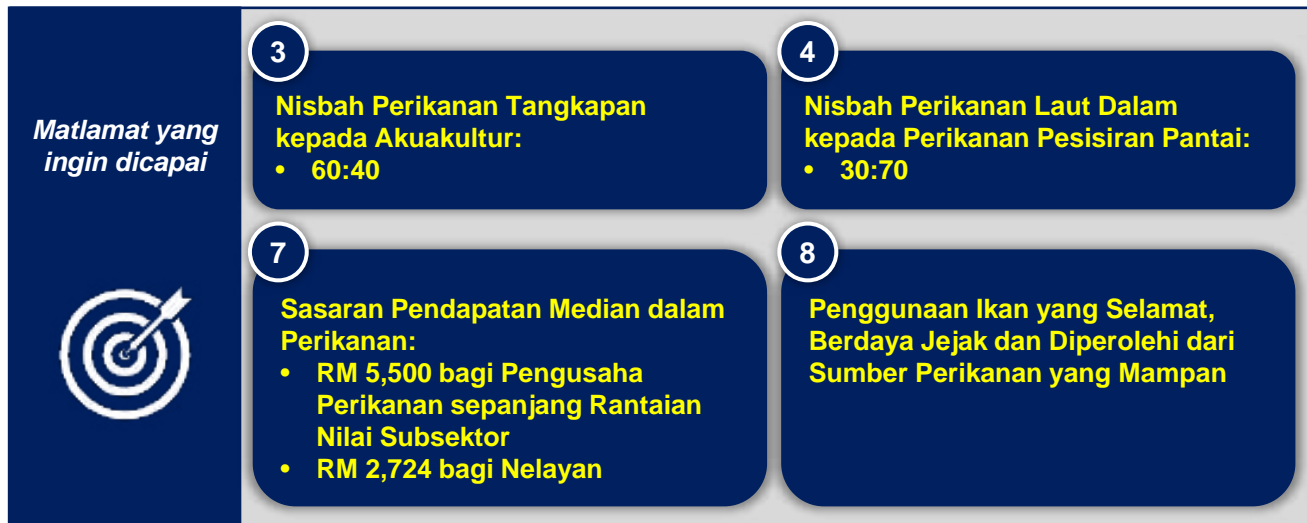 Matlamat yang
ingin dicapai
3
Nisbah Perikanan Tangkapan
kepada Akuakultur:
• 60:40
4
Nisbah Perikanan Laut Dalam
kepada Perikanan Pesisiran Pantai:
• 30:70
7
Sasaran Pendapatan Median dalam
Perikanan:
• RM 5,500 bagi Pengusaha
Perikanan sepanjang Rantaian
Nilai Subsektor
• RM 2,724 bagi Nelayan
8
Penggunaan Ikan yang Selamat,
Berdaya Jejak dan Diperolehi dari
Sumber Perikanan yang Mampan